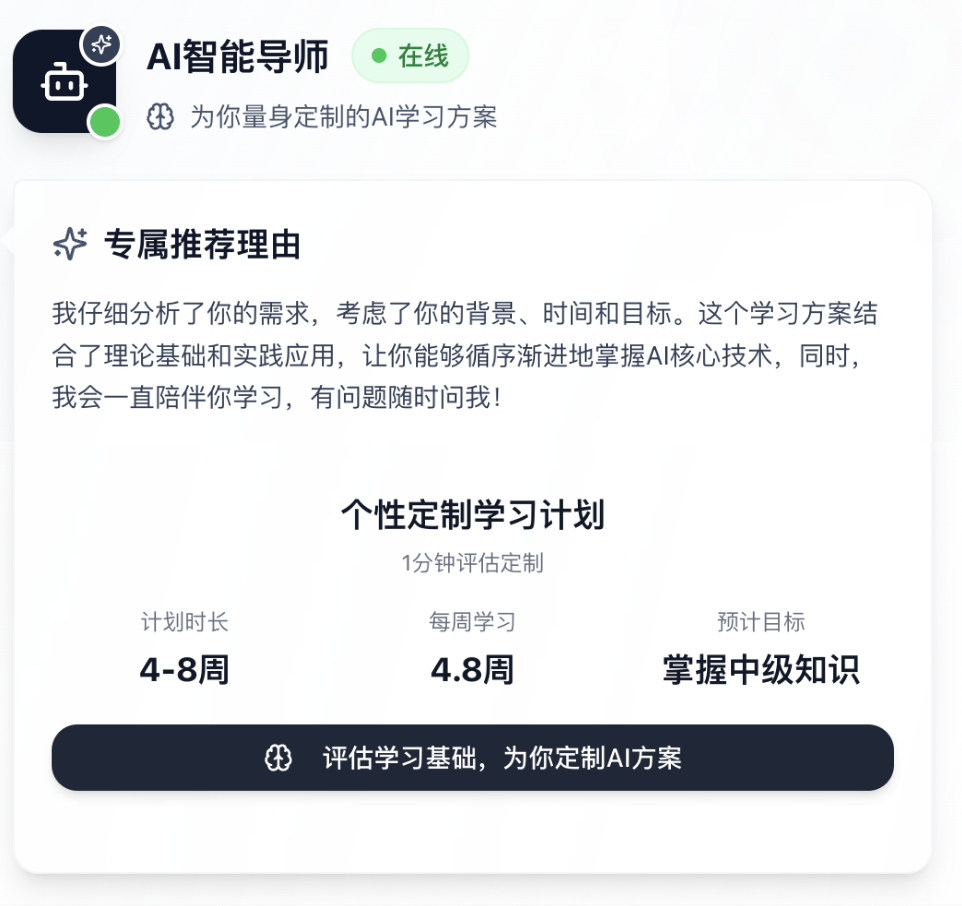 AI智能导师
在线
为你量身定制的AI学习方案
专属推荐理由
我仔细分析了你的需求，考虑了你的背景、时间和目标。这个学习方案结
合了理论基础和实践应用，让你能够循序渐进地掌握AI核心技术，同时，
我会一直陪伴你学习，有问题随时问我！
个性定制学习计划
1分钟评估定制
计划时长
每周学习
预计目标
4-8周
4.8周
掌握中级知识
评估学习基础，为你定制AI方案